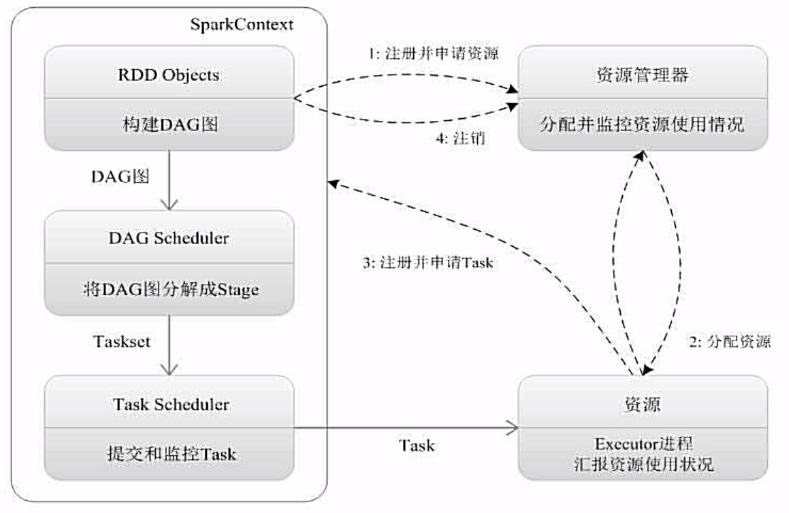 SparkContext
RDD Objects
构建DAG图
DAG图
DAG Scheduler
将DAG图分解成Stage
Taskset
Task Scheduler
提交和监控Task
1: 注册并申请资源
4: 注销
资源管理器
分配并监控资源使用情况
3: 注册并申请Task
2: 分配资源
Task
资源
Executor进程
汇报资源使用状况